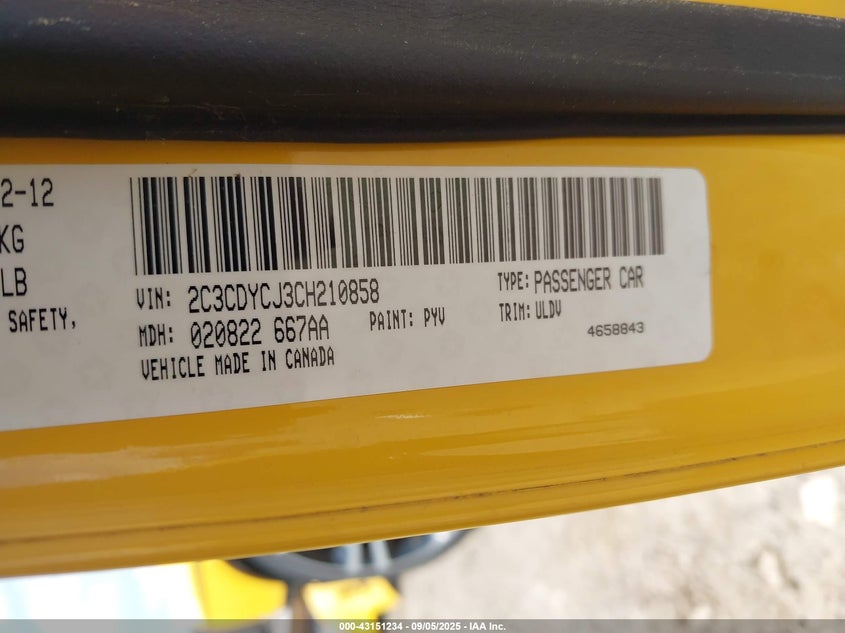 2-12
KG
LB
SAFETY,
VIN: 2C3CDYCJ3CH210858
TYPE: PASSENGER CAR
MDH: 020822 667AA
PAINT: PYV
TRIM: ULDV
VEHICLE MADE IN CANADA
4658843
000-43151234 - 09/05/2025 - IAA Inc.